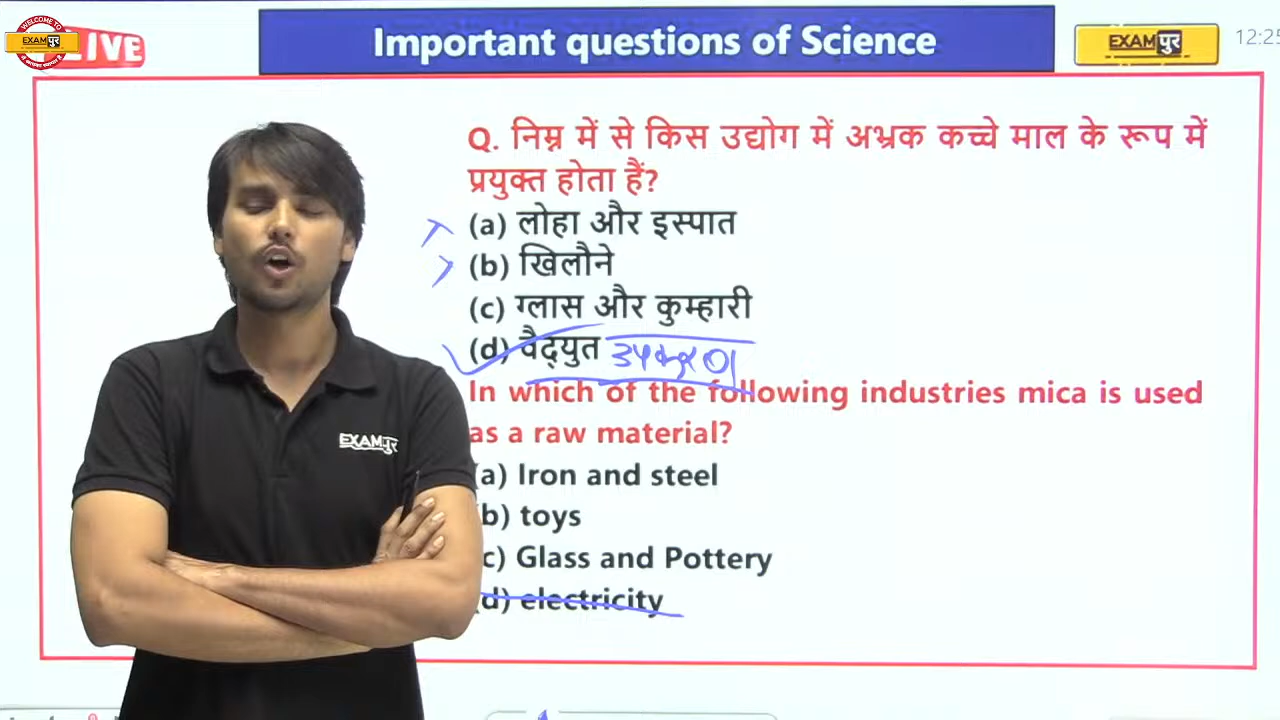 WELCOME TO
EXAMपुर
LIVE
Important questions of Science
EXAMपुर
12:25
Q. निम्न में से किस उद्योग में अभ्रक कच्चे माल के रूप में
प्रयुक्त होता हैं?
(a) लोहा और इस्पात
(b) खिलौने
(c) ग्लास और कुम्हारी
(d) वैद्युत उपकरण
In which of the following industries mica is used
as a raw material?
(a) Iron and steel
(b) toys
(c) Glass and Pottery
(d) electricity
EXAMपुर